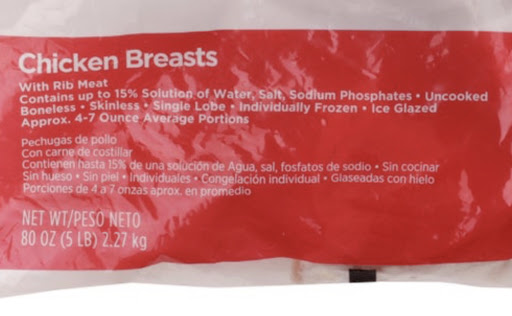 Chicken Breasts
With Rib Meat
Contains up to 15% Solution of Water, Salt, Sodium Phosphates • Uncooked
Boneless • Skinless • Single Lobe • Individually Frozen • Ice Glazed
Approx. 4-7 Ounce Average Portions
Pechugas de pollo
Con carne de costillar
Contienen hasta 15% de una solución de Agua, sal, fosfatos de sodio • Sin cocinar
Sin hueso • Sin piel • Individuales • Congelación individual • Glaseadas con hielo
Porciones de 4 a 7 onzas aprox. en promedio
NET WT/PESO NETO
80 OZ (5 LB) 2.27 kg